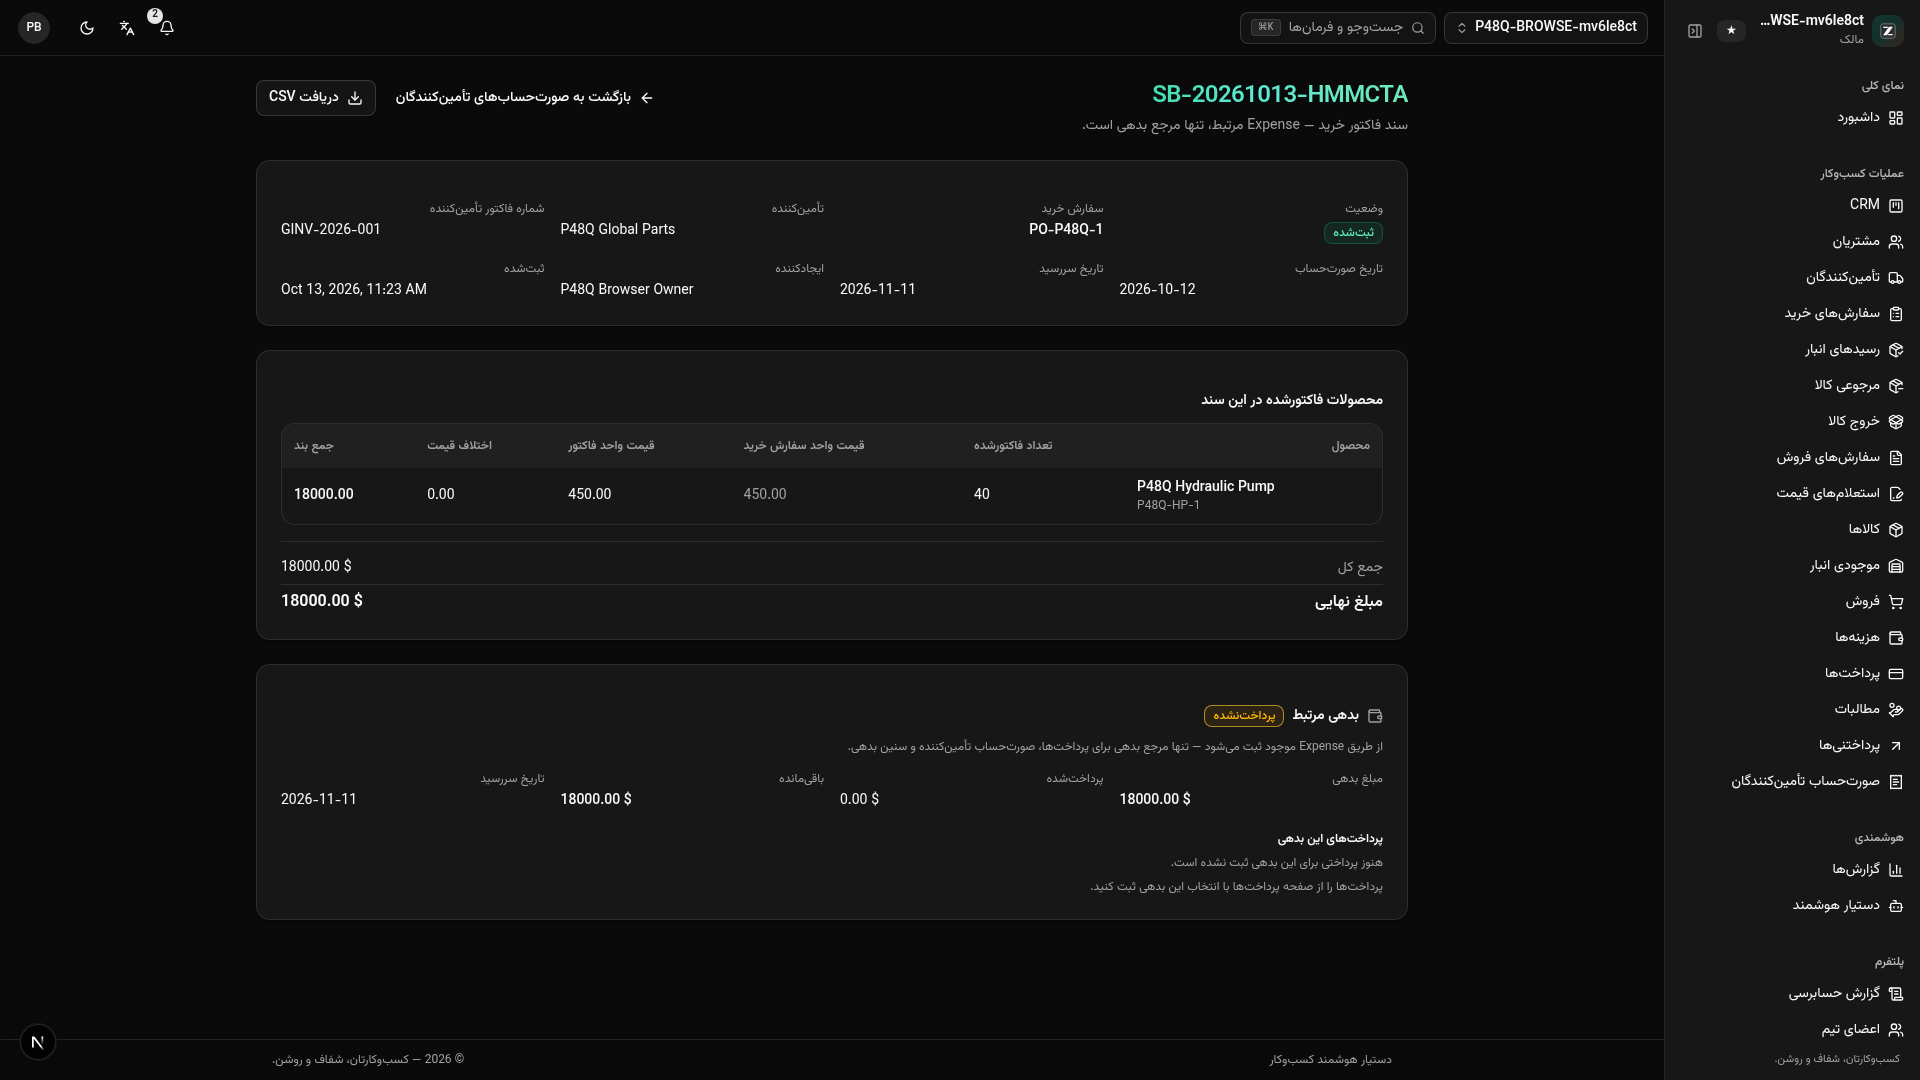 …WSE-mv6le8ct
مالک
نمای کلی
داشبورد
عملیات کسب‌وکار
CRM
مشتریان
تأمین‌کنندگان
سفارش‌های خرید
رسیدهای انبار
مرجوعی کالا
خروج کالا
سفارش‌های فروش
استعلام‌های قیمت
کالاها
موجودی انبار
فروش
هزینه‌ها
پرداخت‌ها
مطالبات
پرداختنی‌ها
صورت‌حساب تأمین‌کنندگان
هوشمندی
گزارش‌ها
دستیار هوشمند
پلتفرم
گزارش حسابرسی
اعضای تیم
کسب‌وکارتان، شفاف و روشن.
P48Q-BROWSE-mv6le8ct
جست‌وجو و فرمان‌ها ⌘K
2
PB
SB-20261013-HMMCTA
سند فاکتور خرید — Expense مرتبط، تنها مرجع بدهی است.
بازگشت به صورت‌حساب‌های تأمین‌کنندگان
دریافت CSV
وضعیت سفارش خرید تأمین‌کننده شماره فاکتور تأمین‌کننده
ثبت‌شده PO-P48Q-1 P48Q Global Parts GINV-2026-001
تاریخ صورت‌حساب تاریخ سررسید ایجادکننده ثبت‌شده
2026-10-12 2026-11-11 P48Q Browser Owner Oct 13, 2026, 11:23 AM
محصولات فاکتورشده در این سند
محصول تعداد فاکتورشده قیمت واحد سفارش خرید قیمت واحد فاکتور اختلاف قیمت جمع بند
P48Q Hydraulic Pump 40 450.00 450.00 0.00 18000.00
P48Q-HP-1
جمع کل 18000.00 $
مبلغ نهایی 18000.00 $
بدهی مرتبط پرداخت‌نشده
از طریق Expense موجود ثبت می‌شود — تنها مرجع بدهی برای پرداخت‌ها، صورت‌حساب تأمین‌کننده و سنین بدهی.
مبلغ بدهی پرداخت‌شده باقی‌مانده تاریخ سررسید
18000.00 $ 0.00 $ 18000.00 $ 2026-11-11
پرداخت‌های این بدهی
هنوز پرداختی برای این بدهی ثبت نشده است.
پرداخت‌ها را از صفحه پرداخت‌ها با انتخاب این بدهی ثبت کنید.
دستیار هوشمند کسب‌وکار
© 2026 — کسب‌وکارتان، شفاف و روشن.
N